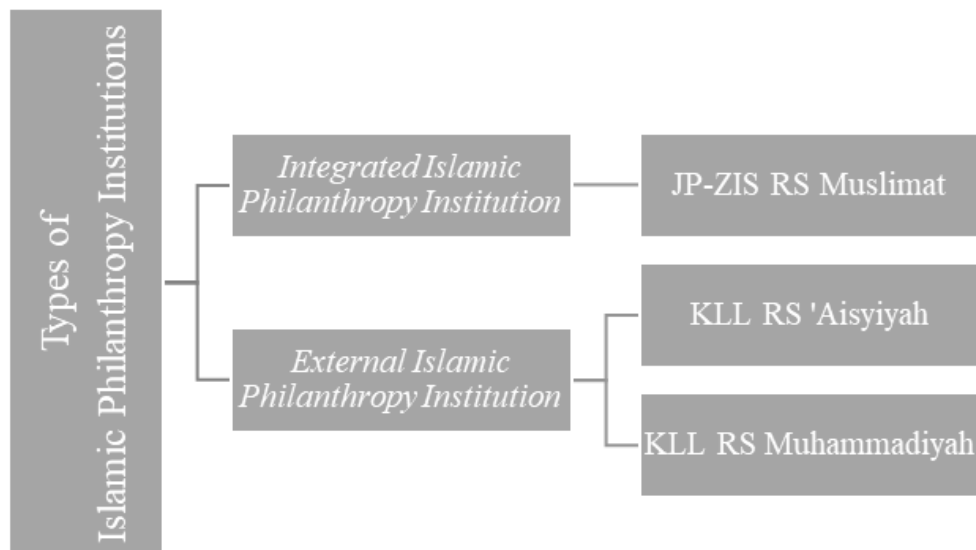 Types of
Islamic Philanthropy Institutions
Integrated Islamic
Philanthropy Institution
JP-ZIS RS Muslimat
External Islamic
Philanthropy Institution
KLL RS 'Aisyiyah
KLL RS Muhammadiyah